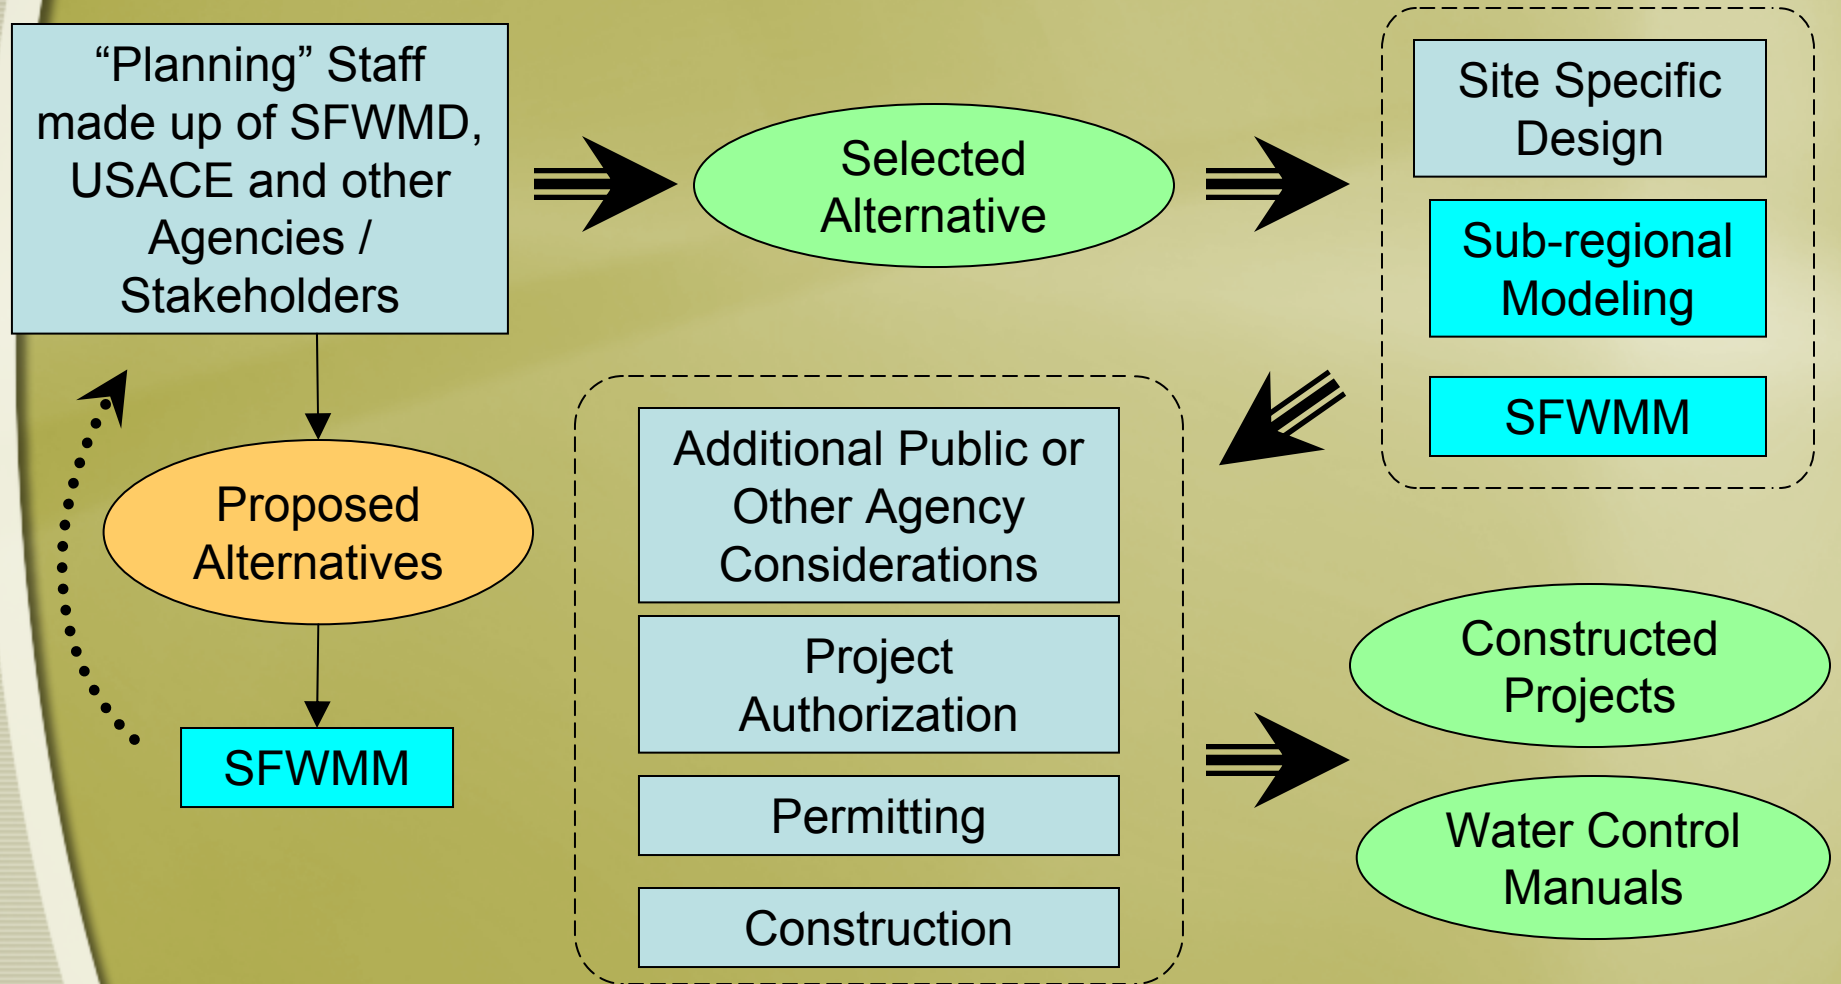 “Planning” Staff
made up of SFWMD,
USACE and other
Agencies /
Stakeholders
Proposed
Alternatives
SFWMM
Selected
Alternative
Site Specific
Design
Sub-regional
Modeling
SFWMM
Additional Public or
Other Agency
Considerations
Project
Authorization
Permitting
Construction
Constructed
Projects
Water Control
Manuals